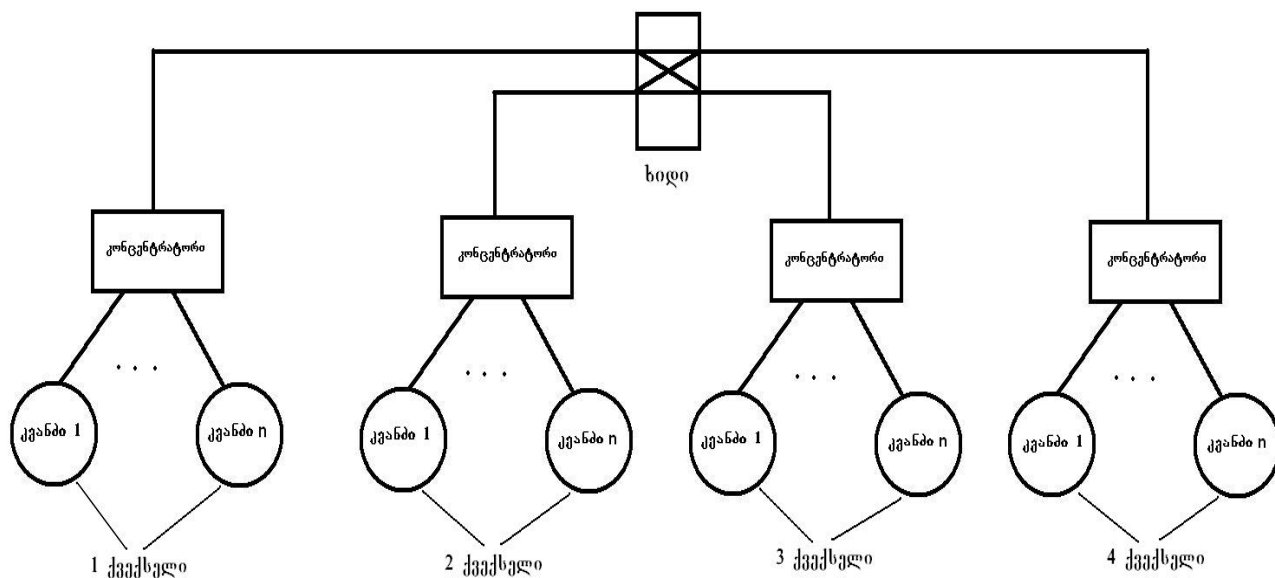 ხიდი
კონცენტრატორი
კონცენტრატორი
კონცენტრატორი
კონცენტრატორი
. . .
. . .
. . .
. . .
კვანძი 1
კვანძი n
კვანძი 1
კვანძი n
კვანძი 1
კვანძი n
კვანძი 1
კვანძი n
1 ქვექსელი
2 ქვექსელი
3 ქვექსელი
4 ქვექსელი